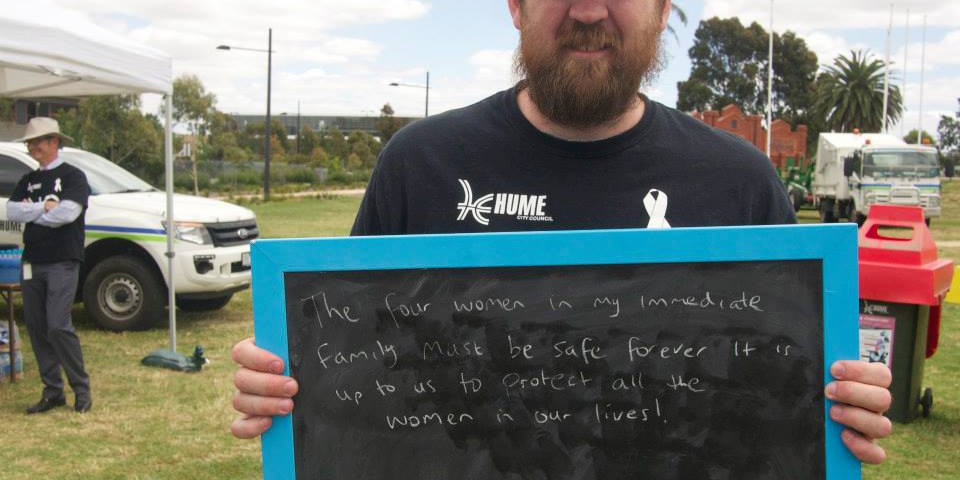 HUME
CITY COUNCIL
The four women in my immediate
family must be safe forever It is
up to us to protect all the
women in our lives!
HUME